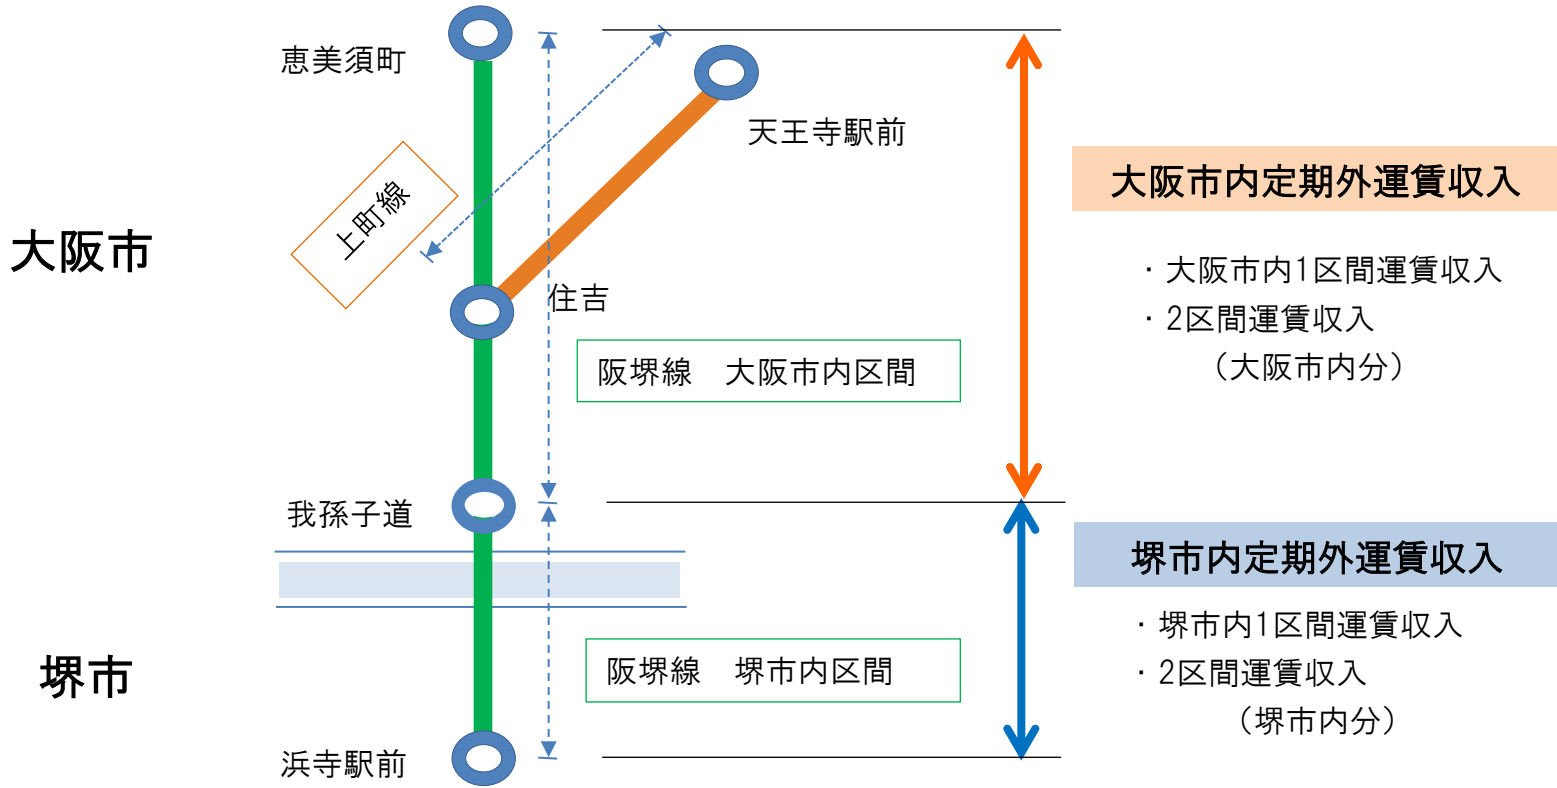 恵美須町
天王寺駅前
大阪市内定期外運賃収入
上町線
大阪市
・大阪市内1区間運賃収入
住吉
・2区間運賃収入
（大阪市内分）
阪堺線　大阪市内区間
我孫子道
堺市内定期外運賃収入
・堺市内1区間運賃収入
阪堺線　堺市内区間
堺市
・2区間運賃収入
（堺市内分）
浜寺駅前